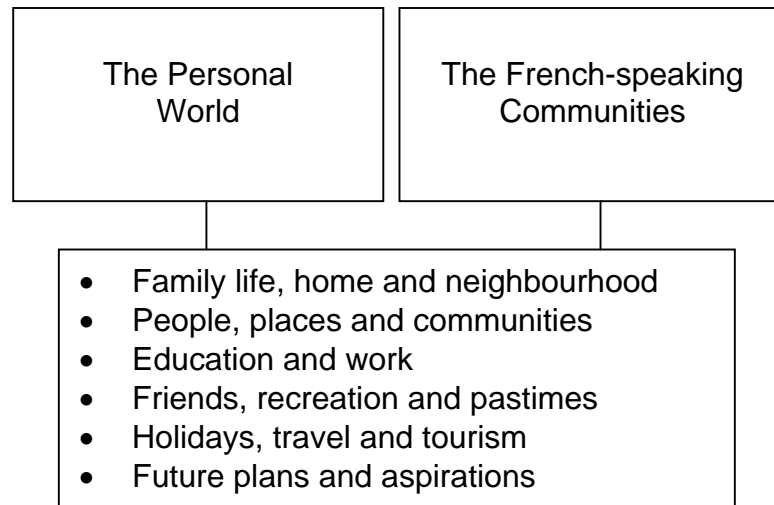 The Personal
World
The French-speaking
Communities
• Family life, home and neighbourhood
• People, places and communities
• Education and work
• Friends, recreation and pastimes
• Holidays, travel and tourism
• Future plans and aspirations